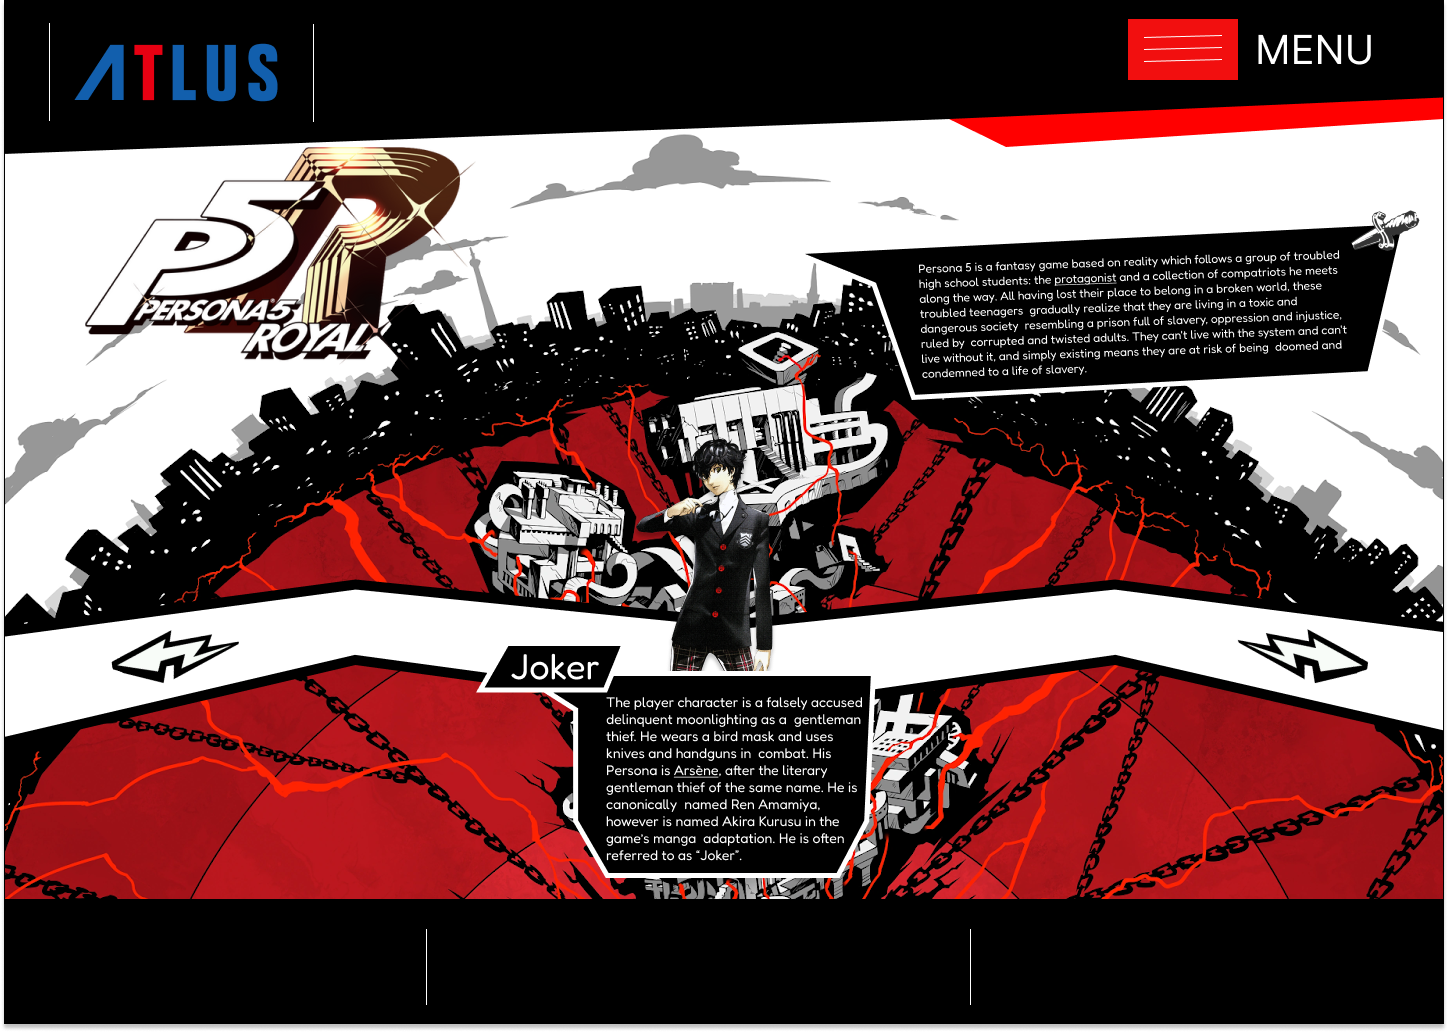 ATLUS
MENU
P5R
PERSONA5
ROYAL
Persona 5 is a fantasy game based on reality which follows a group of troubled
high school students: the protagonist and a collection of compatriots he meets
along the way. All having lost their place to belong in a broken world, these
troubled teenagers gradually realize that they are living in a toxic and
dangerous society resembling a prison full of slavery, oppression and injustice,
ruled by corrupted and twisted adults. They can't live with the system and can't
live without it, and simply existing means they are at risk of being doomed and
condemned to a life of slavery.
Joker
The player character is a falsely accused
delinquent moonlighting as a gentleman
thief. He wears a bird mask and uses
knives and handguns in combat. His
Persona is Arsène, after the literary
gentleman thief of the same name. He is
canonically named Ren Amamiya,
however is named Akira Kurusu in the
game's manga adaptation. He is often
referred to as “Joker”.